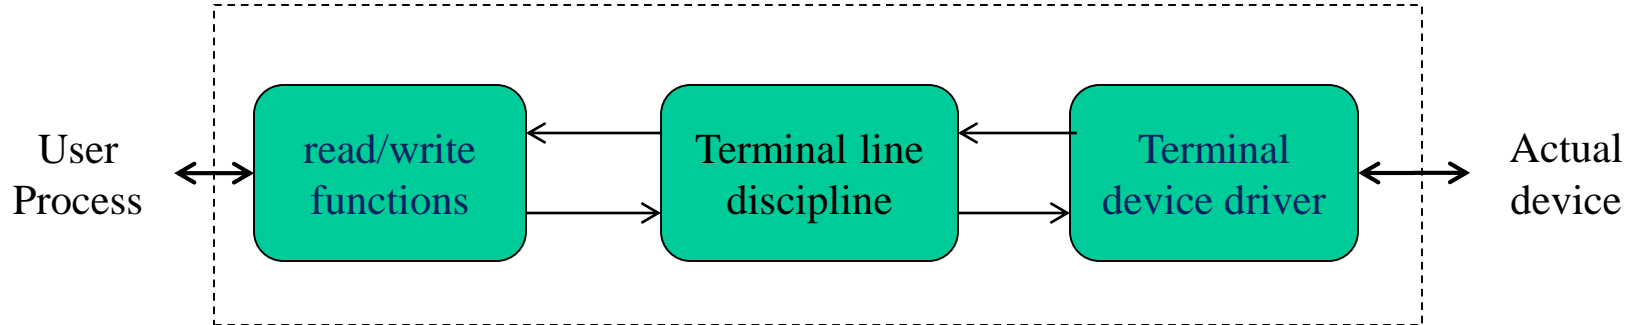 User
Process
read/write
functions
Terminal line
discipline
Terminal
device driver
Actual
device